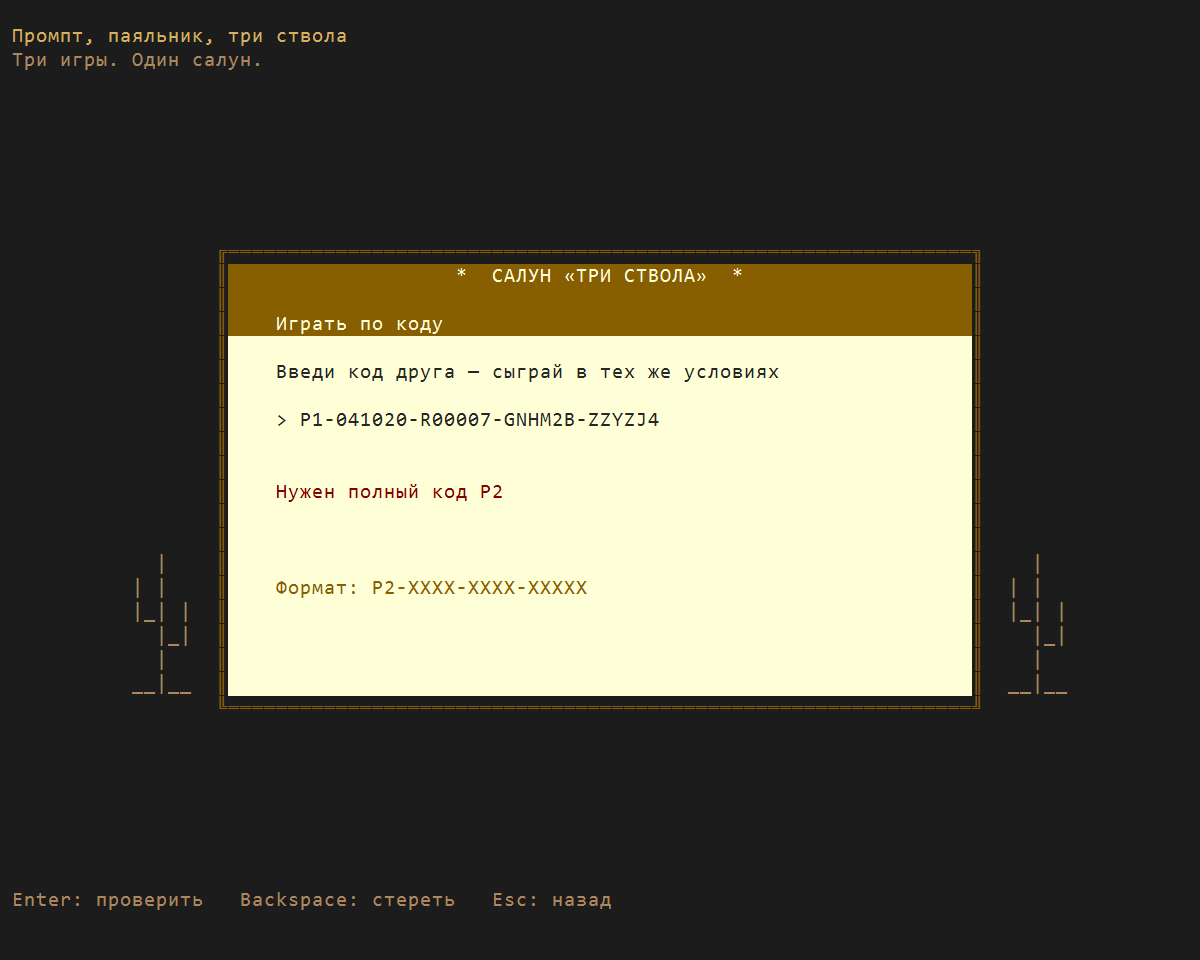 Промпт, паяльник, три ствола
Три игры. Один салун.
* САЛУН «ТРИ СТВОЛА» *
Играть по коду
Введи код друга — сыграй в тех же условиях
> P1-041020-R00007-GNHM2B-ZZYZJ4
Нужен полный код P2
Формат: P2-XXXX-XXXX-XXXXX
Enter: проверить   Backspace: стереть   Esc: назад